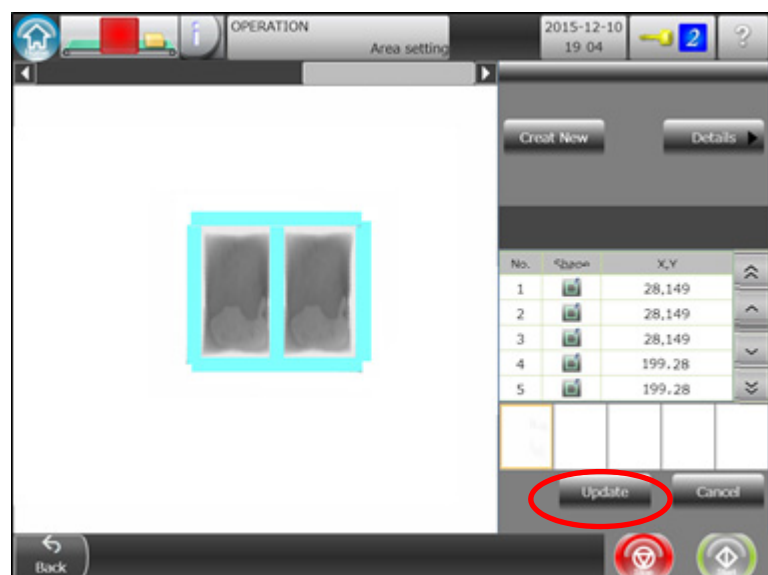 OPERATION
Area setting
2015-12-10
19 04
2
?
i
Creat New
Details
No. Shape X,Y
1 28,149
2 28,149
3 28,149
4 199.28
5 199.28
Update
Cancel
Back